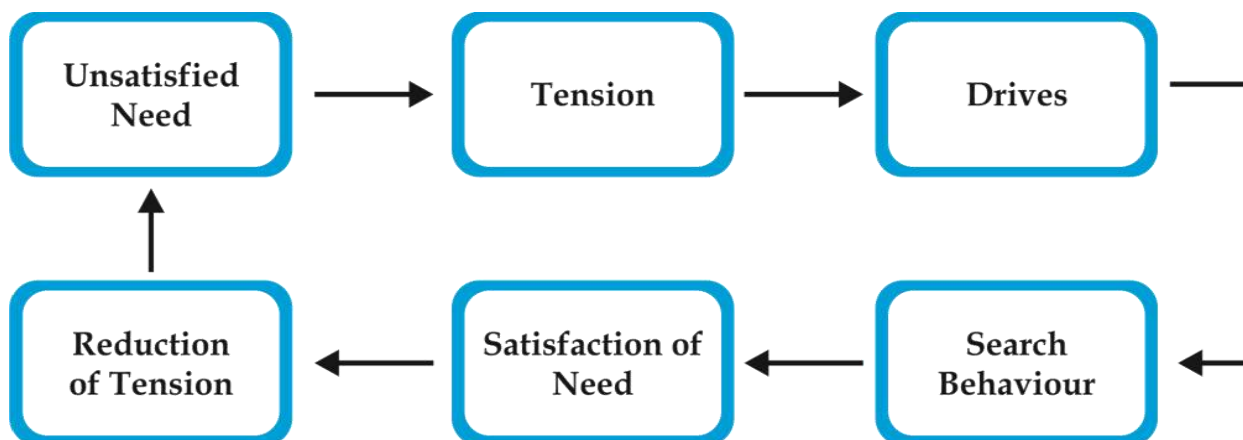 Unsatisfied
Need
Tension
Drives
Reduction
of Tension
Satisfaction of
Need
Search
Behaviour